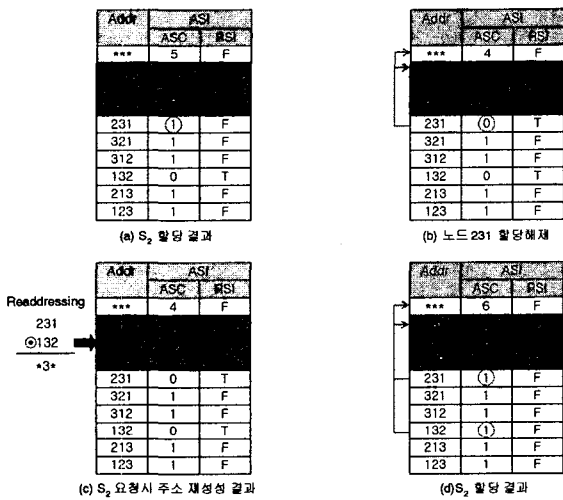 Addr ASI
ASC RSI
*** 5 F
231 1 F
321 1 F
312 1 F
132 0 T
213 1 F
123 1 F
(a) S2 할당 결과
Addr ASI
ASC RSI
*** 4 F
231 0 T
321 1 F
312 1 F
132 0 T
213 1 F
123 1 F
(b) 노드 231 할당해제
Readdressing
231
⊙132
*3*
Addr ASI
ASC RSI
*** 4 F
231 0 T
321 1 F
312 1 F
132 0 T
213 1 F
123 1 F
(c) S2 요청시 주소 재성성 결과
Addr ASI
ASC RSI
*** 6 F
231 1 F
321 1 F
312 1 F
132 1 F
213 1 F
123 1 F
(d)S2 할당 결과